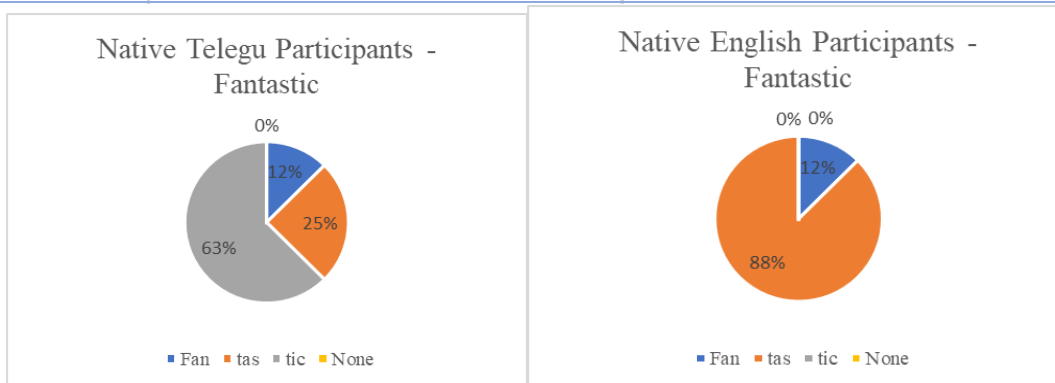 Native Telegu Participants -
Fantastic
0%
12%
25%
63%
Fan tas tic None
Native English Participants -
Fantastic
0% 0%
12%
88%
Fan tas tic None